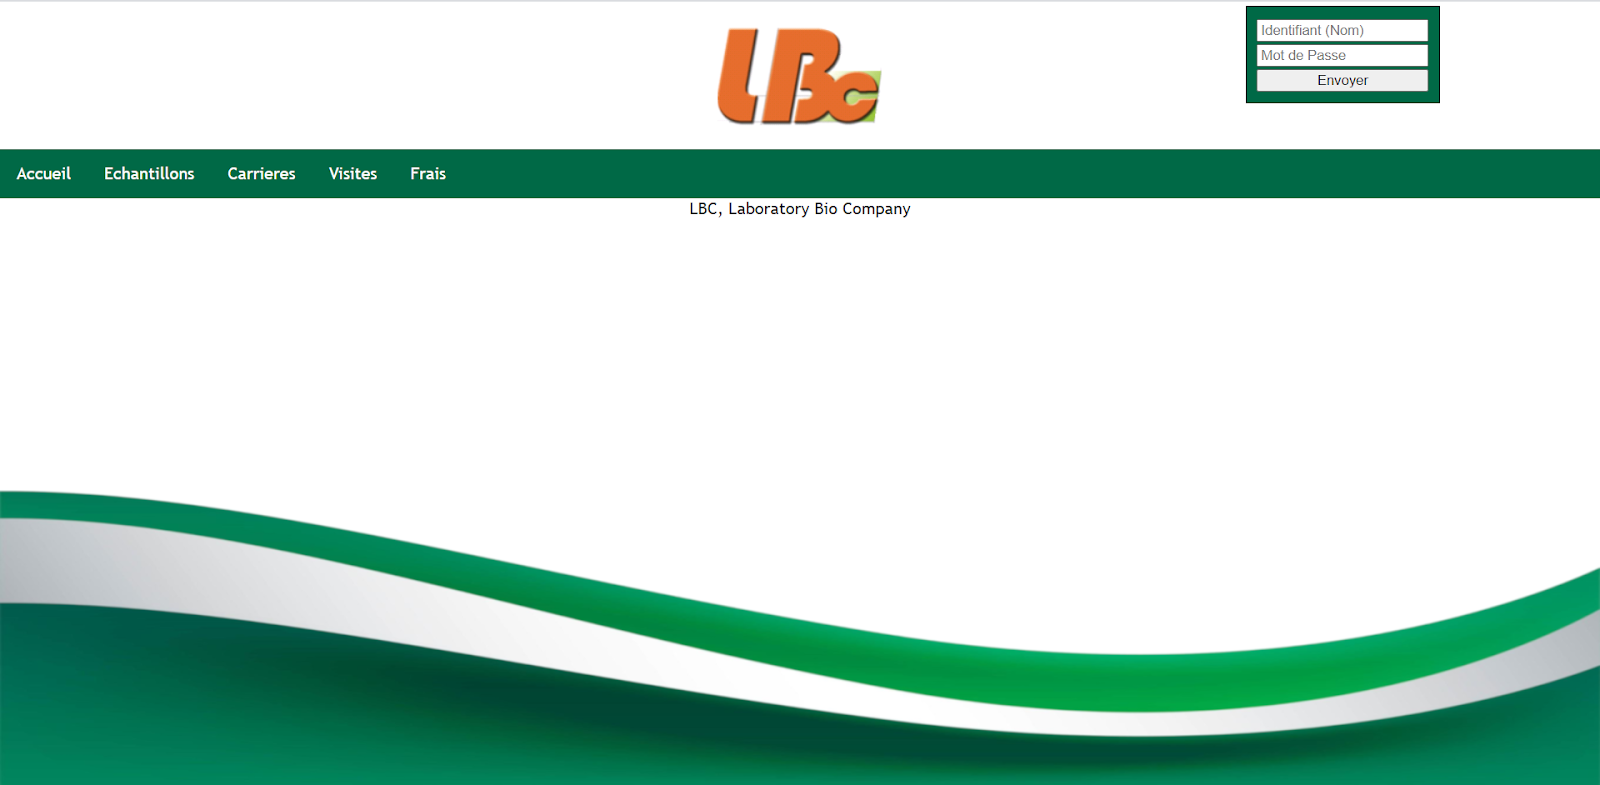 LBc
Identifiant (Nom)
Mot de Passe
Envoyer
Accueil Echantillons Carrieres Visites Frais
LBC, Laboratory Bio Company